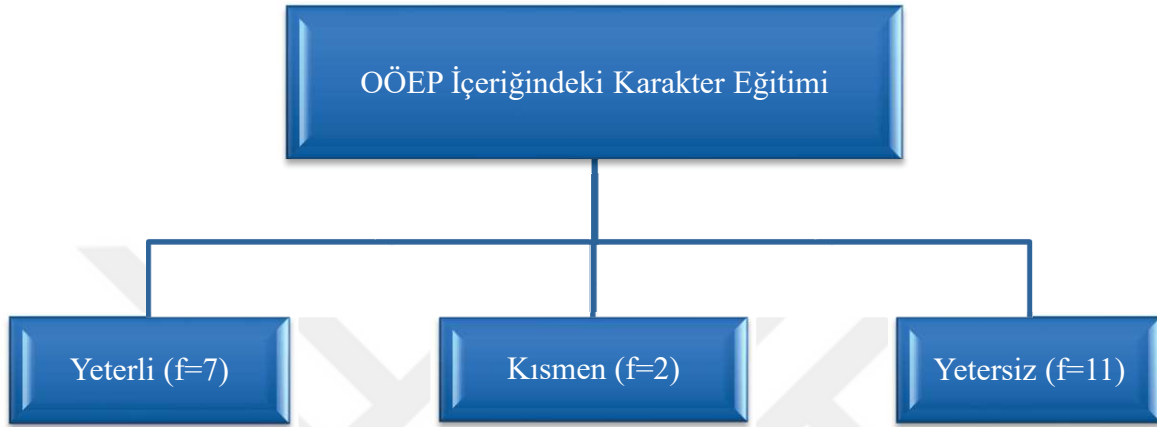 OÖEP İçeriğindeki Karakter Eğitimi
Yeterli (f=7)
Kısmen (f=2)
Yetersiz (f=11)